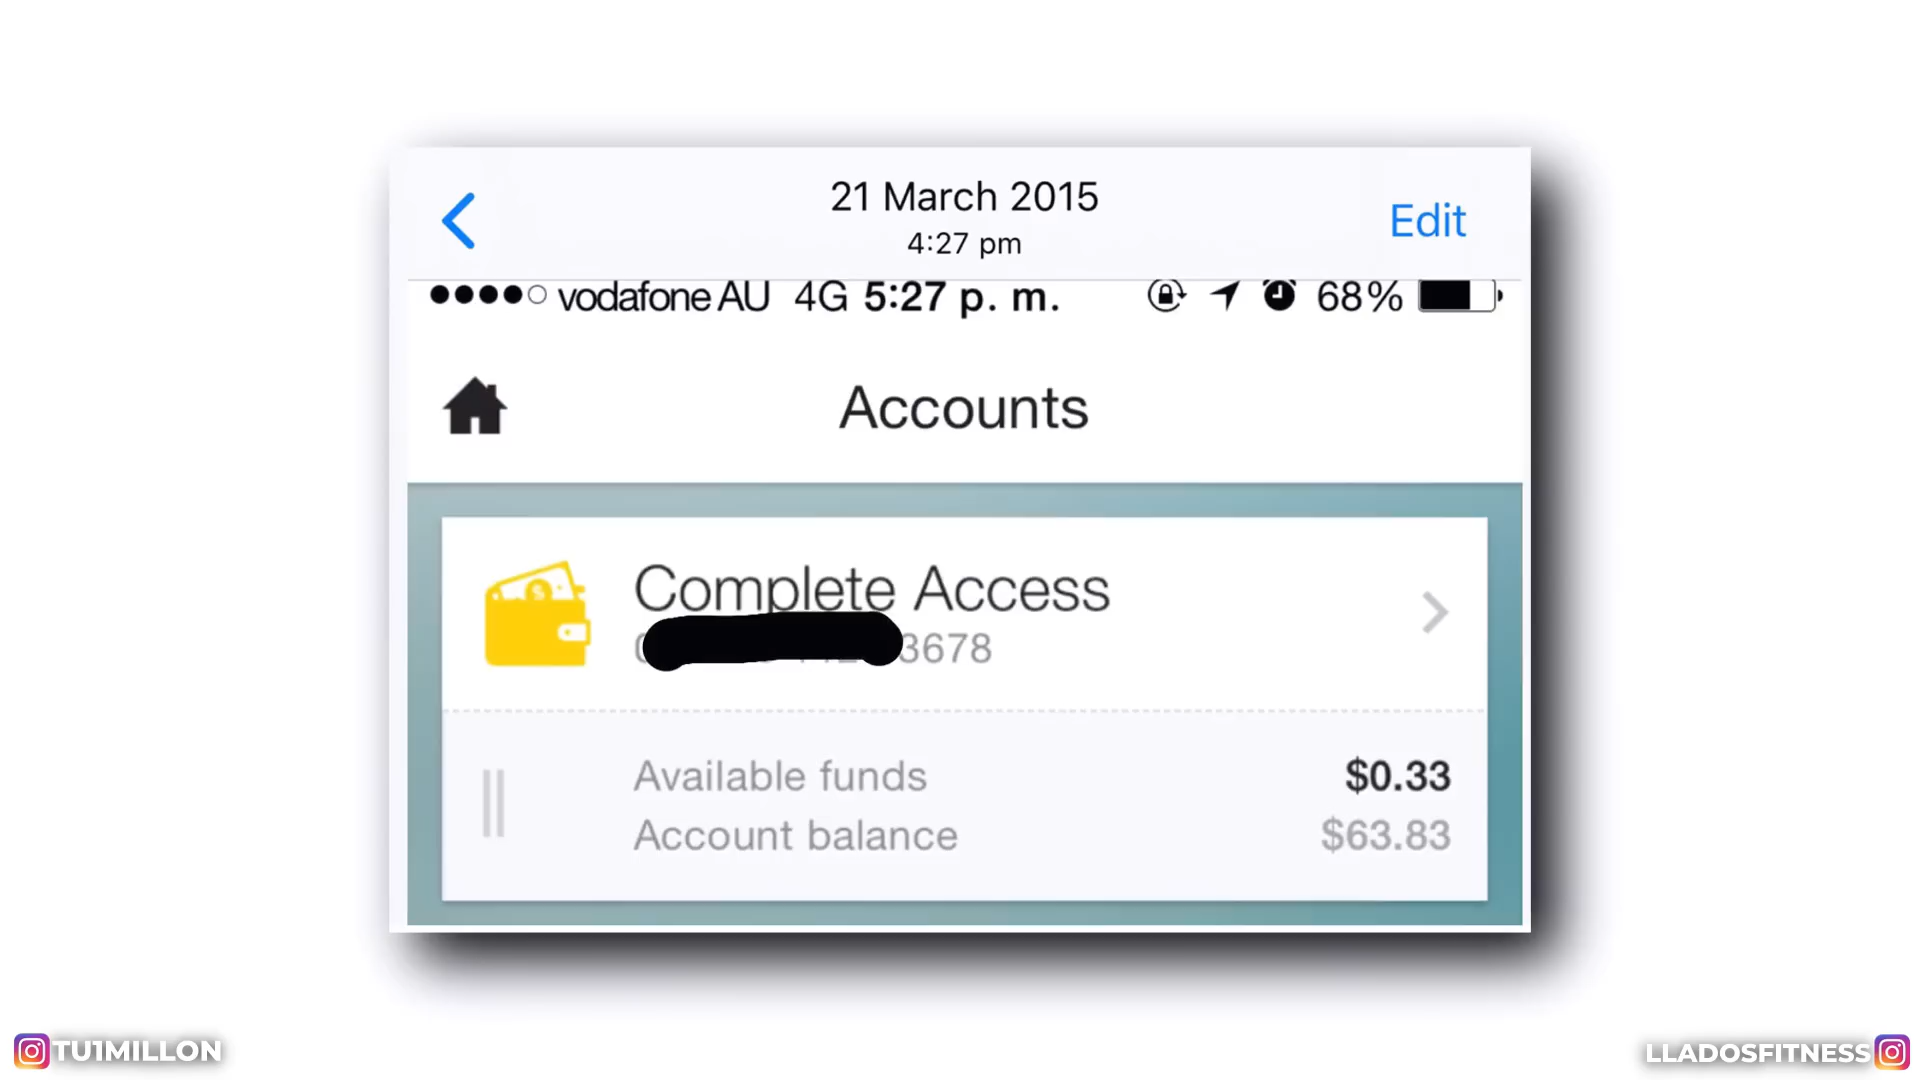 21 March 2015
4:27 pm
Edit
vodafone AU 4G 5:27 p. m. 68%
Accounts
Complete Access
3678
Available funds $0.33
Account balance $63.83
TU1MILLON
LLADOSFITNESS